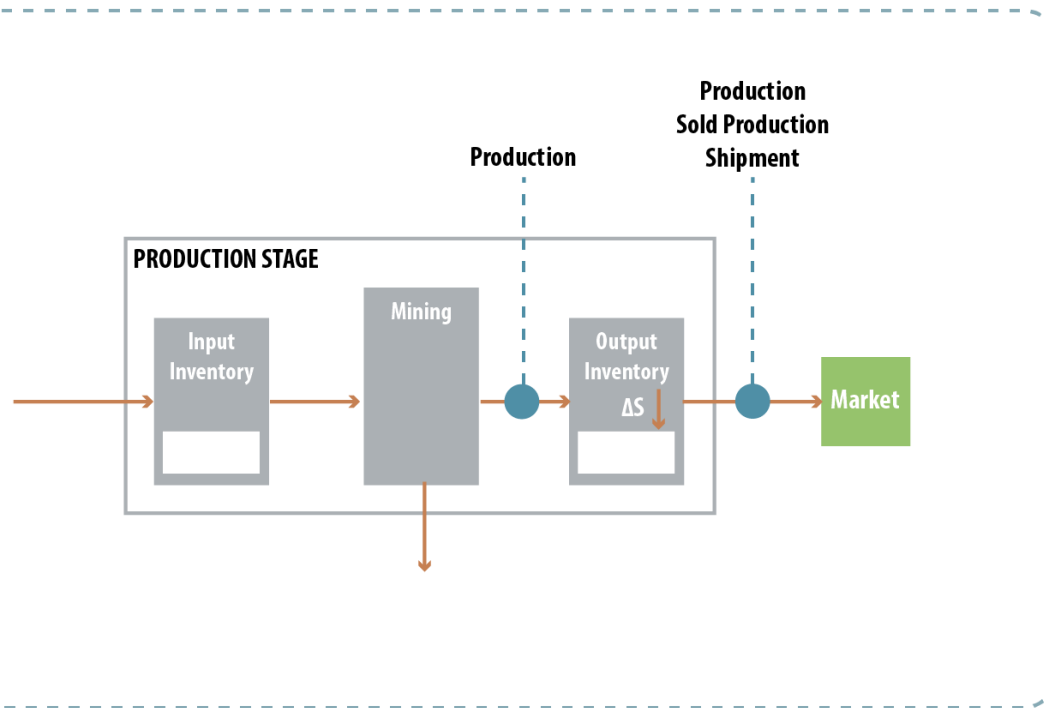 Production
Sold Production
Shipment
Production
PRODUCTION STAGE
Mining
Input
Inventory
Output
Inventory
ΔS
Market